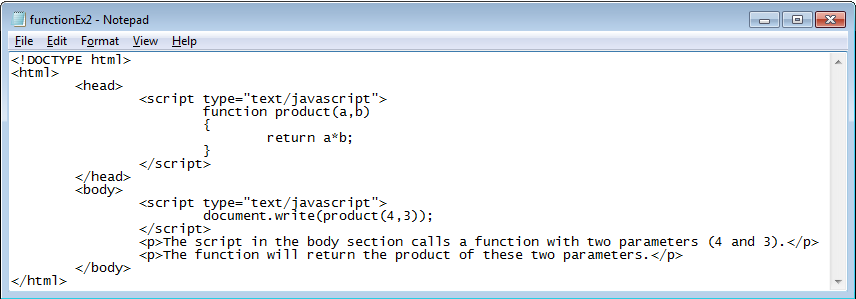 functionEx2 - Notepad
File Edit Format View Help
<!DOCTYPE html>
<html>
<head>
<script type="text/javascript">
function product(a,b)
{
return a*b;
}
</script>
</head>
<body>
<script type="text/javascript">
document.write(product(4,3));
</script>
<p>The script in the body section calls a function with two parameters (4 and 3).</p>
<p>The function will return the product of these two parameters.</p>
</body>
</html>